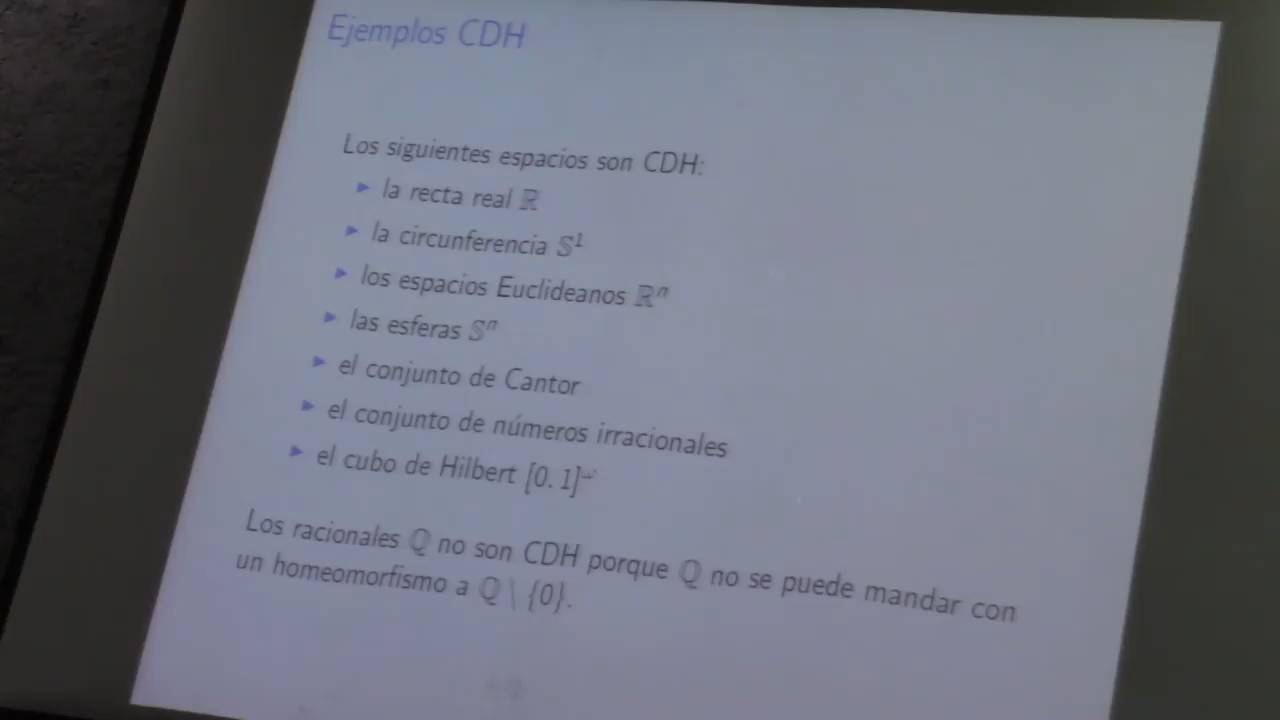 Ejemplos CDH
Los siguientes espacios son CDH:
▶ la recta real ℝ
▶ la circunferencia 𝕊¹
▶ los espacios Euclideanos ℝⁿ
▶ las esferas 𝕊ⁿ
▶ el conjunto de Cantor
▶ el conjunto de números irracionales
▶ el cubo de Hilbert [0, 1]^ω
Los racionales ℚ no son CDH porque ℚ no se puede mandar con
un homeomorfismo a ℚ \ {0}.